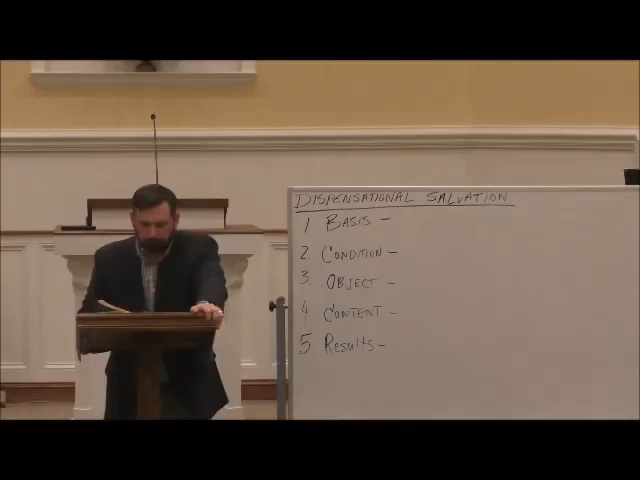 DISPENSATIONAL SALVATION
1 BASIS -
2. CONDITION -
3. OBJECT -
4. CONTENT -
5 Results -